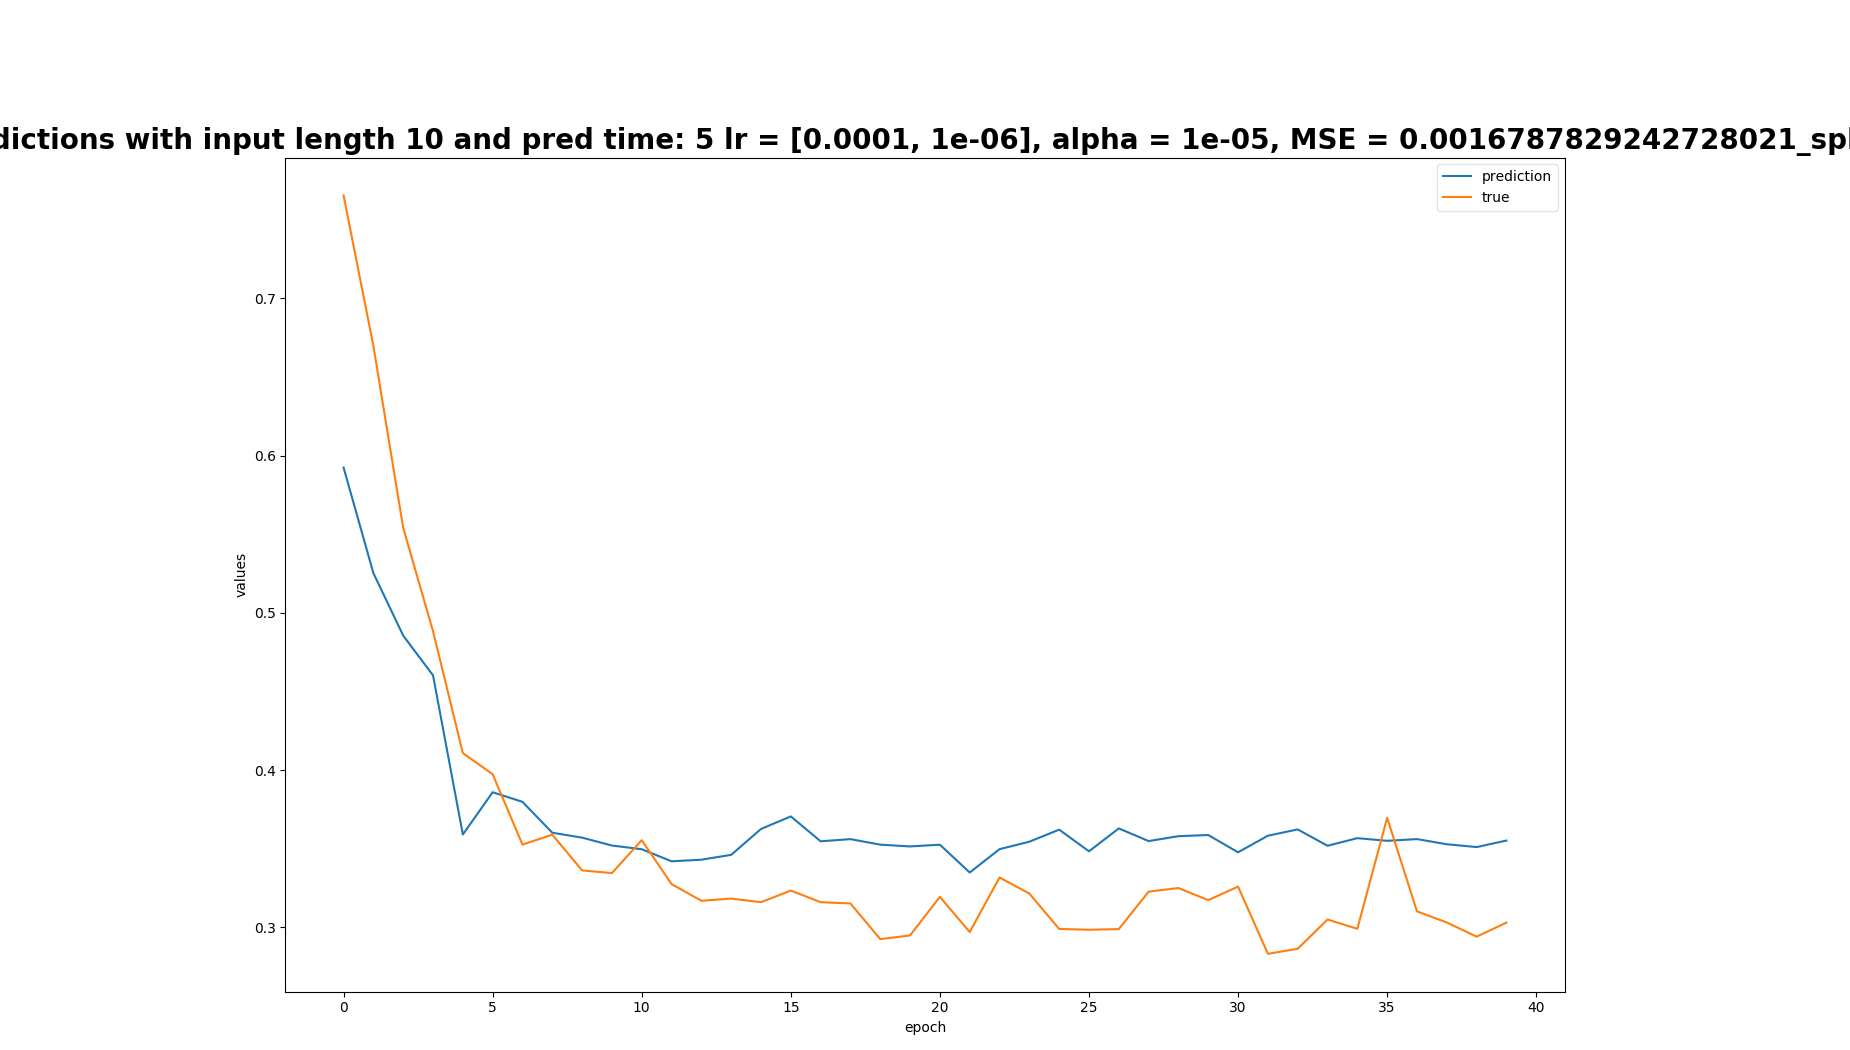 dictions with input length 10 and pred time: 5 lr = [0.0001, 1e-06], alpha = 1e-05, MSE = 0.0016787829242728021_spl
prediction
true
0.7
0.6
0.5
0.4
0.3
values
0 5 10 15 20 25 30 35 40
epoch